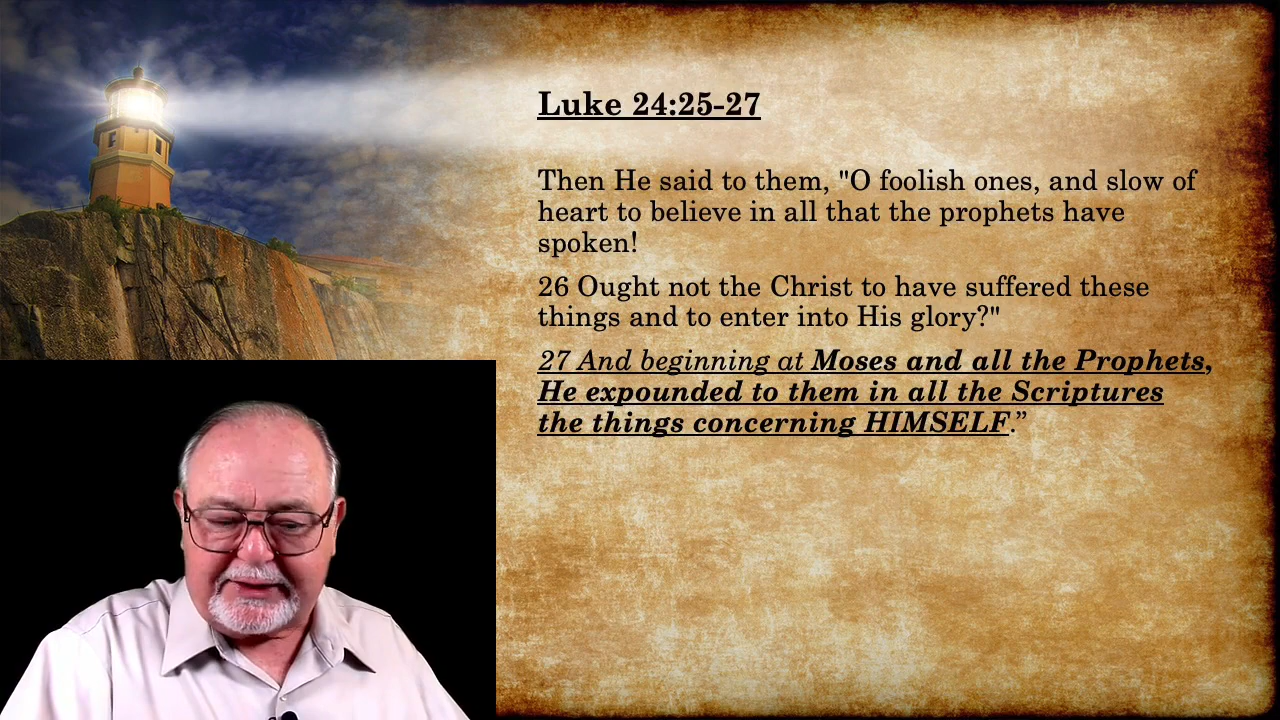 Luke 24:25-27
Then He said to them, "O foolish ones, and slow of
heart to believe in all that the prophets have
spoken!
26 Ought not the Christ to have suffered these
things and to enter into His glory?"
27 And beginning at Moses and all the Prophets,
He expounded to them in all the Scriptures
the things concerning HIMSELF.”